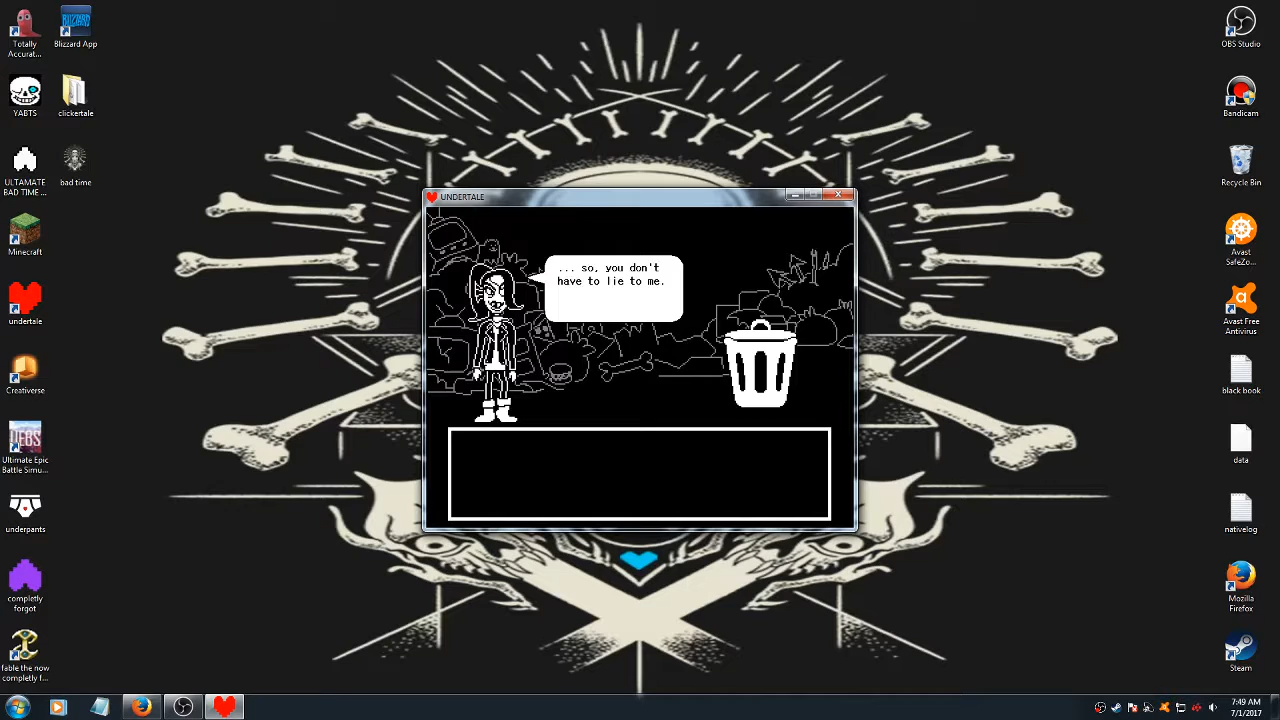 Totally
Accurat...
Blizzard App
YABTS
clickertale
ULTAMATE
BAD TIME ...
bad time
Minecraft
undertale
Creativerse
UEBS
Ultimate Epic
Battle Simu...
underpants
completly
forgot
fable the now
completly f...
UNDERTALE
... so, you don't
have to lie to me.
OBS Studio
Bandicam
Recycle Bin
Avast
SafeZo...
Avast Free
Antivirus
black book
data
nativelog
Mozilla
Firefox
Steam
7:49 AM
7/1/2017